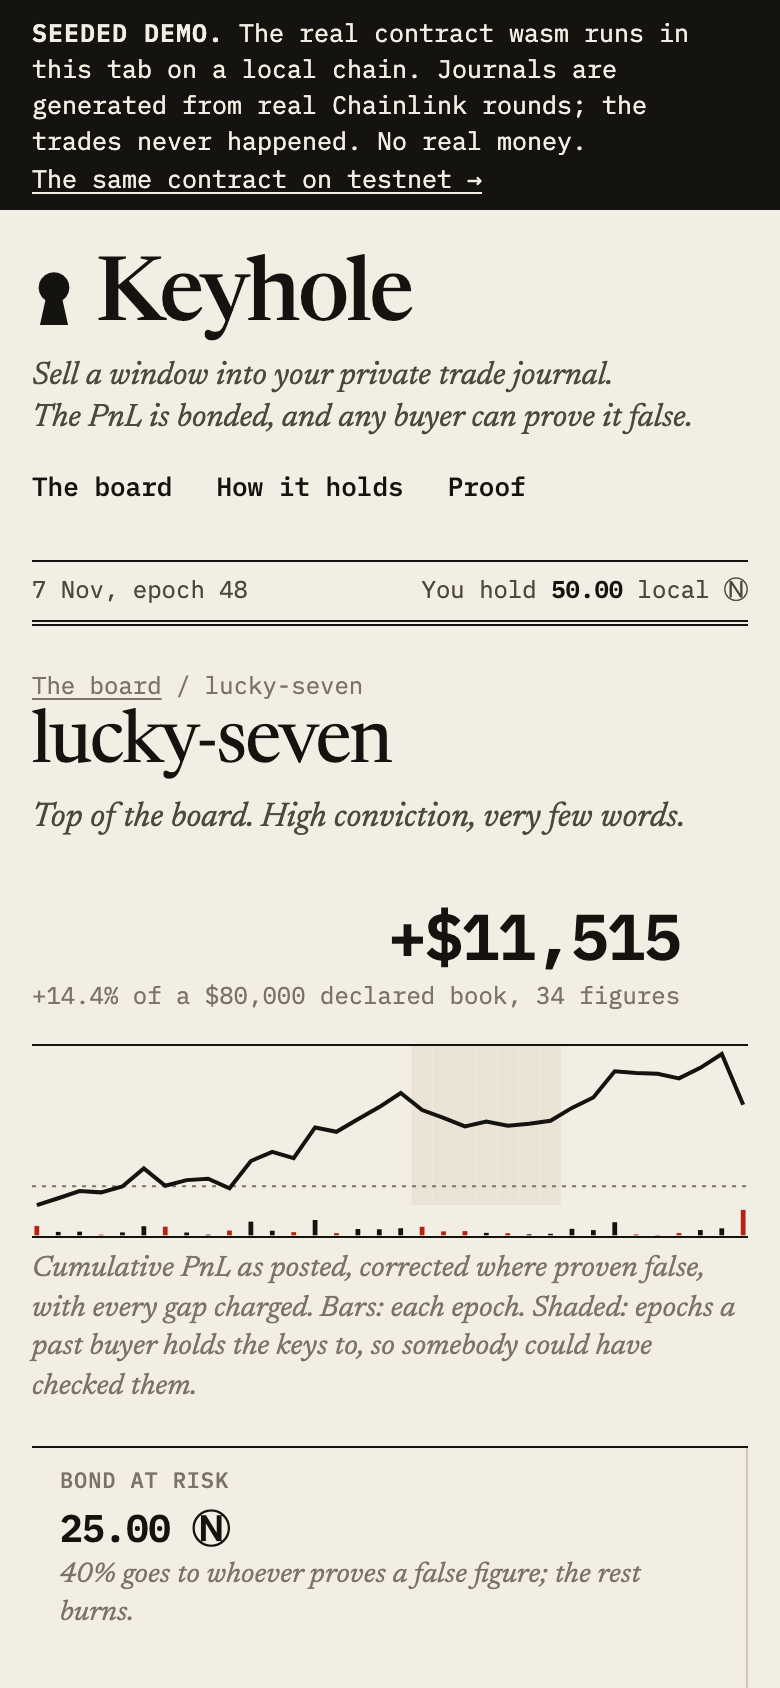 SEEDED DEMO. The real contract wasm runs in
this tab on a local chain. Journals are
generated from real Chainlink rounds; the
trades never happened. No real money.
The same contract on testnet →
Keyhole
Sell a window into your private trade journal.
The PnL is bonded, and any buyer can prove it false.
The board How it holds Proof
7 Nov, epoch 48 You hold 50.00 local Ⓝ
The board / lucky-seven
lucky-seven
Top of the board. High conviction, very few words.
+$11,515
+14.4% of a $80,000 declared book, 34 figures
Cumulative PnL as posted, corrected where proven false,
with every gap charged. Bars: each epoch. Shaded: epochs a
past buyer holds the keys to, so somebody could have
checked them.
BOND AT RISK
25.00 Ⓝ
40% goes to whoever proves a false figure; the rest
burns.